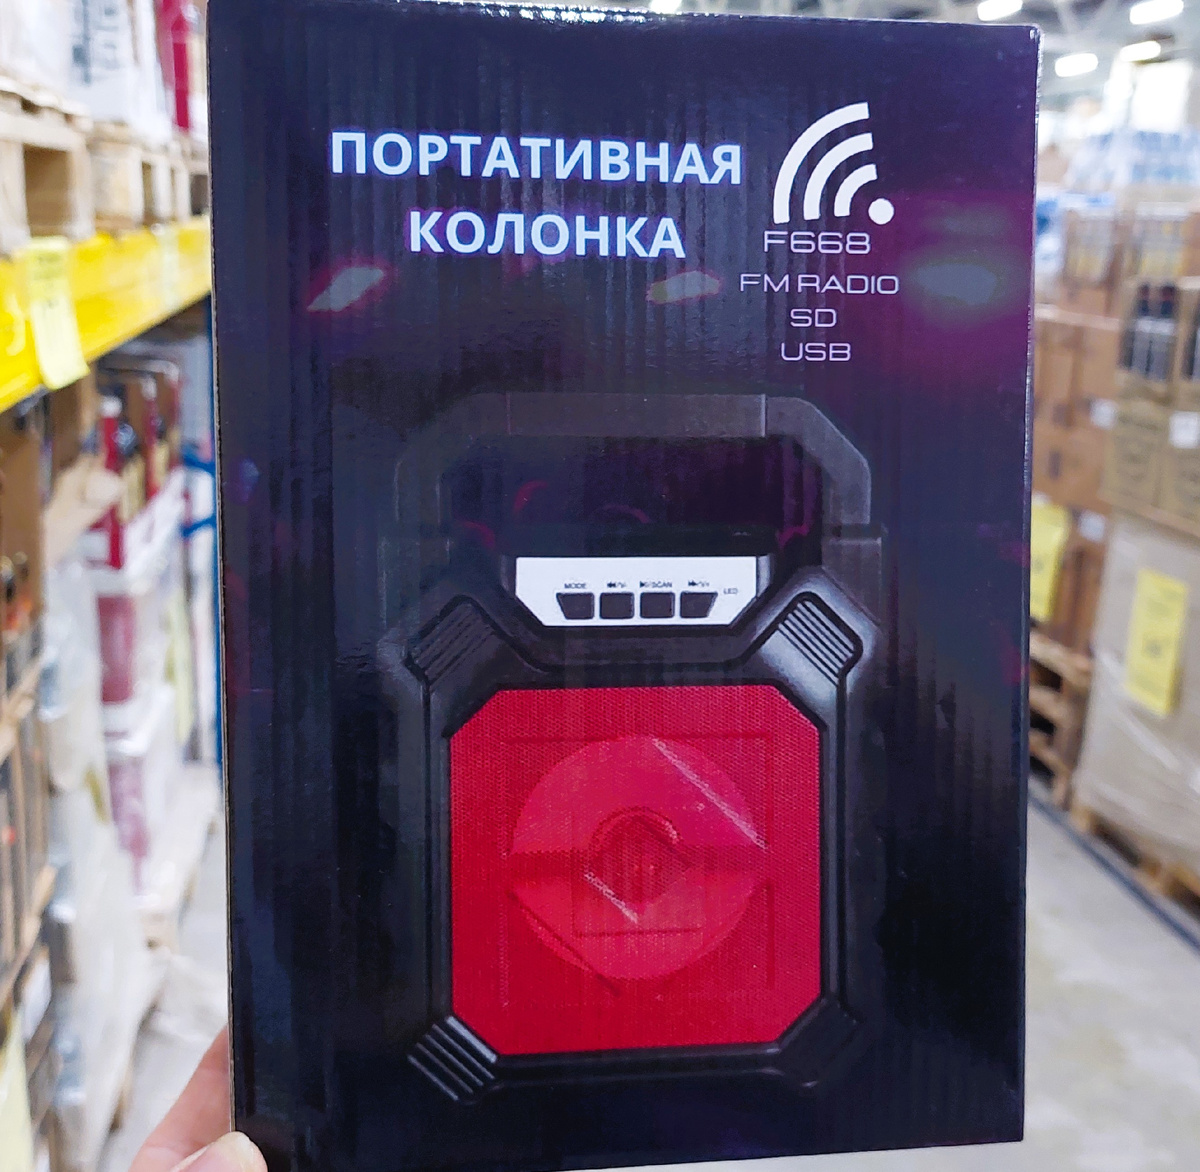 ПОРТАТИВНАЯ
КОЛОНКА
F668
FM RADIO
SD
USB
MODE
LED